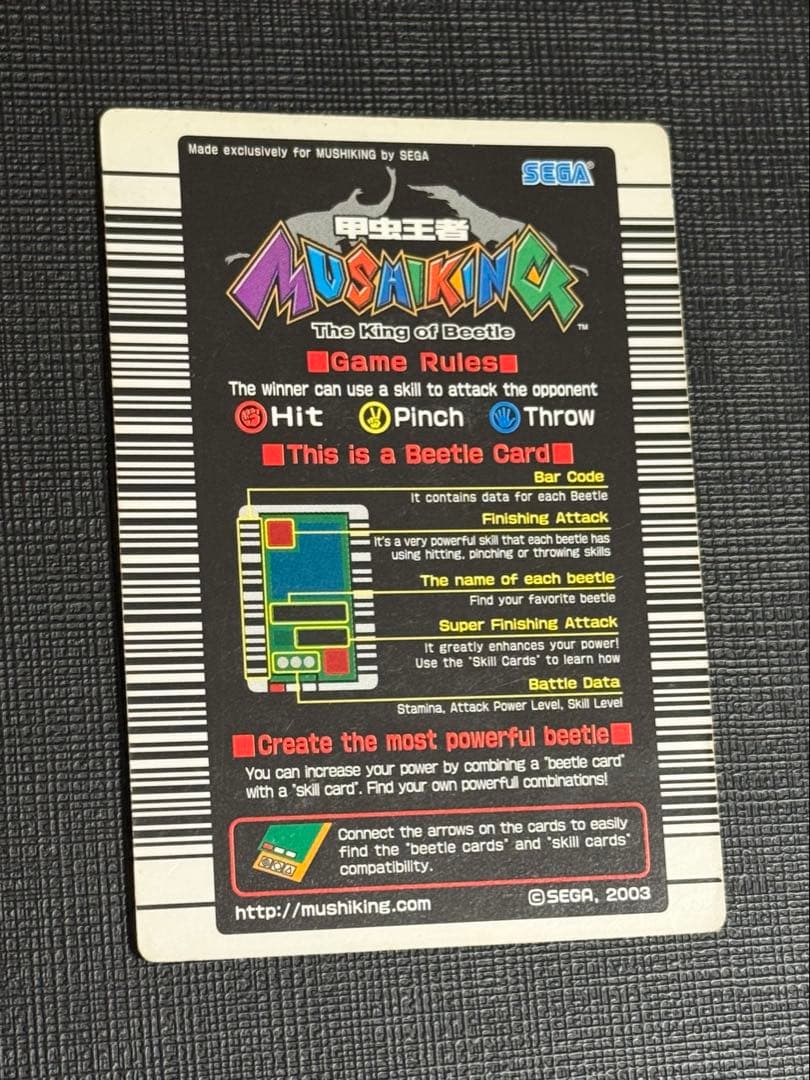 Made exclusively for MUSHIKING by SEGA
SEGA®
甲虫王者
MUSHIKING
The King of Beetle ™
■Game Rules■
The winner can use a skill to attack the opponent
Hit Pinch Throw
■This is a Beetle Card■
Bar Code
It contains data for each Beetle
Finishing Attack
It's a very powerful skill that each beetle has
using hitting, pinching or throwing skills
The name of each beetle
Find your favorite beetle
Super Finishing Attack
It greatly enhances your power!
Use the "Skill Cards" to learn how
Battle Data
Stamina, Attack Power Level, Skill Level
■Create the most powerful beetle■
You can increase your power by combining a "beetle card"
with a "skill card". Find your own powerfull combinations!
Connect the arrows on the cards to easily
find the "beetle cards" and "skill cards"
compatibility.
http://mushiking.com
©SEGA, 2003